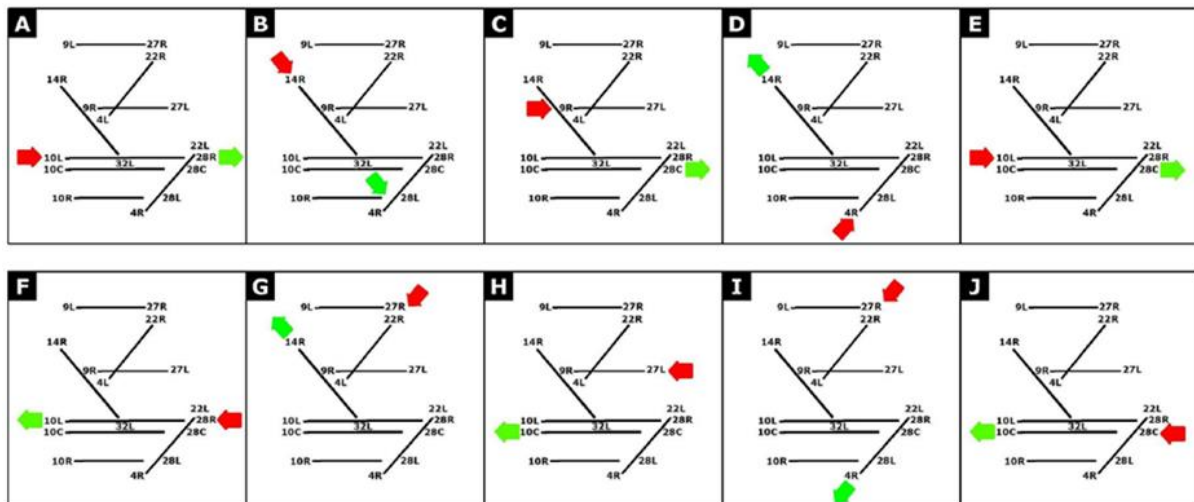 A
9L 27R
22R
14R
9R 27L
4L
22L
10L 28R
32L
10C 28C
10R 28L
4R
B
9L 27R
22R
14R
9R 27L
4L
22L
10L 28R
32L
10C 28C
10R 28L
4R
C
9L 27R
22R
14R
9R 27L
4L
22L
10L 28R
32L
10C 28C
10R 28L
4R
D
9L 27R
22R
14R
9R 27L
4L
22L
10L 28R
32L
10C 28C
10R 28L
4R
E
9L 27R
22R
14R
9R 27L
4L
22L
10L 28R
32L
10C 28C
10R 28L
4R
F
9L 27R
22R
14R
9R 27L
4L
22L
10L 28R
32L
10C 28C
10R 28L
4R
G
9L 27R
22R
14R
9R 27L
4L
22L
10L 28R
32L
10C 28C
10R 28L
4R
H
9L 27R
22R
14R
9R 27L
4L
22L
10L 28R
32L
10C 28C
10R 28L
4R
I
9L 27R
22R
14R
9R 27L
4L
22L
10L 28R
32L
10C 28C
10R 28L
4R
J
9L 27R
22R
14R
9R 27L
4L
22L
10L 28R
32L
10C 28C
10R 28L
4R